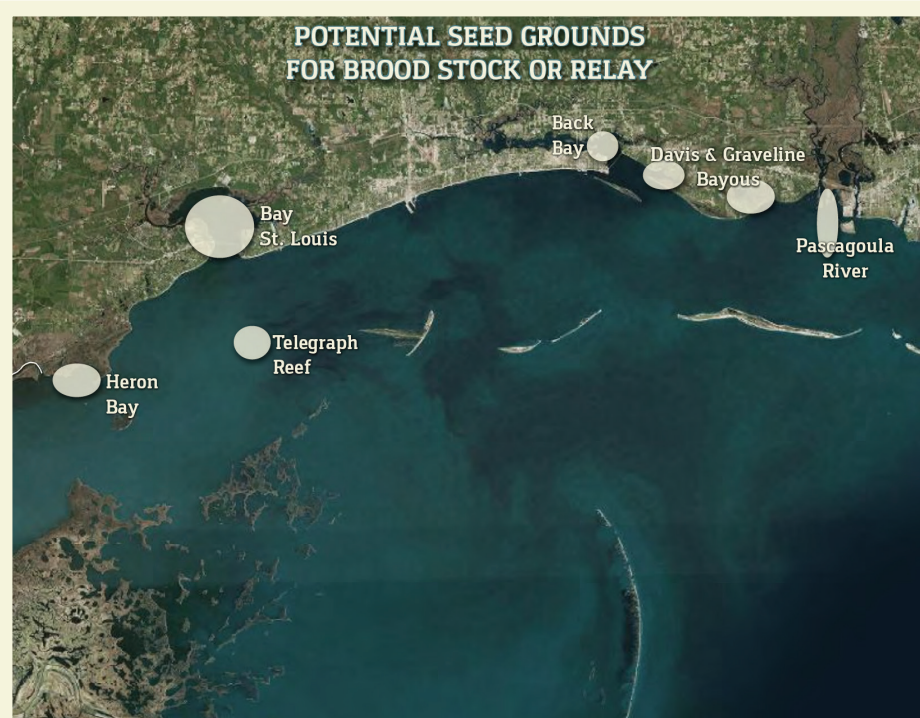 POTENTIAL SEED GROUNDS
FOR BROOD STOCK OR RELAY
Back
Bay
Davis & Graveline
Bayous
Bay
St. Louis
Pascagoula
River
Telegraph
Reef
Heron
Bay